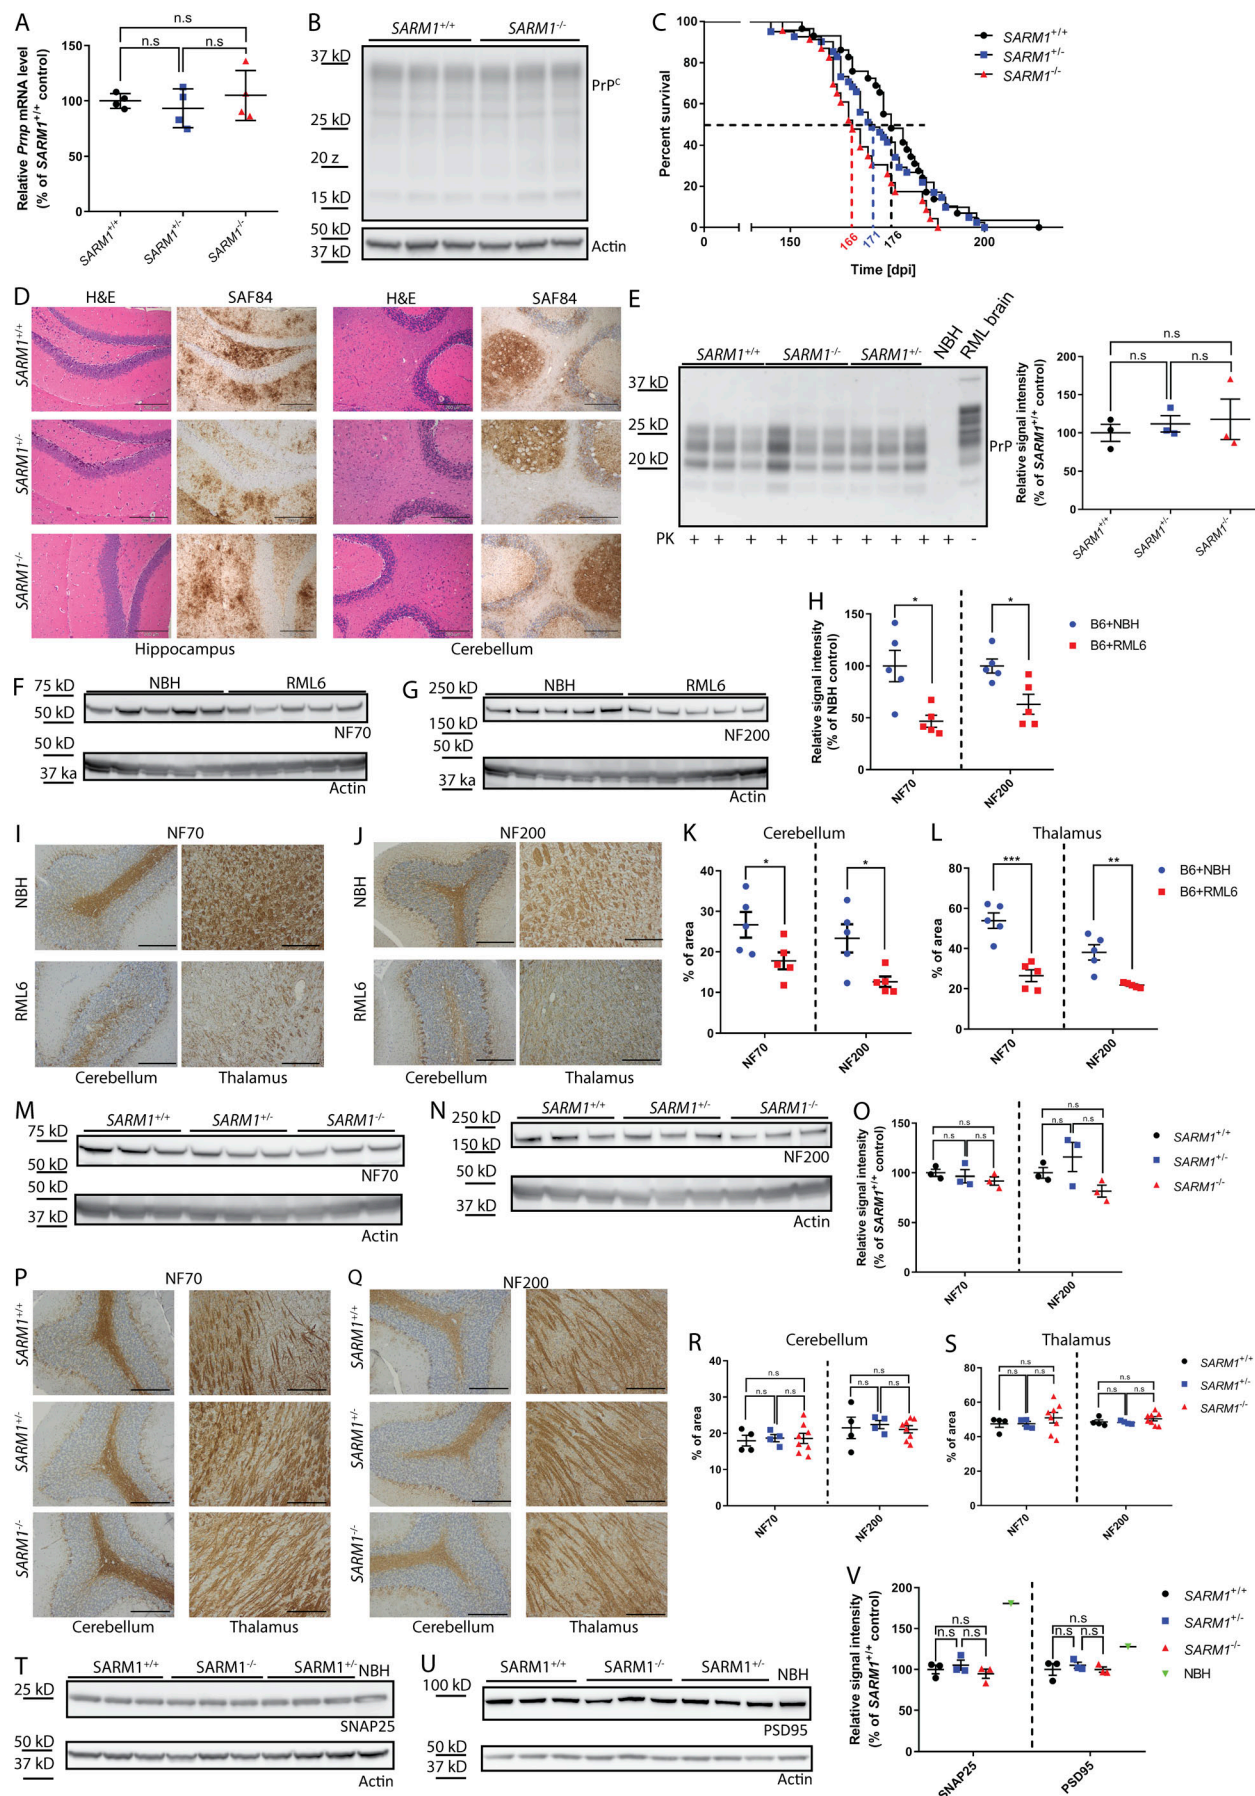 A
n.s
n.s
n.s
150
100
50
0
Relative Prnp mRNA level
(% of SARM1+/+ control)
SARM1+/+
SARM1+/-
SARM1-/-
B
SARM1+/+
SARM1-/-
37 kD
PrPC
25 kD
20 z
15 kD
50 kD
37 kD
Actin
C
100
80
60
40
20
0
Percent survival
0
150
166
171
176
200
Time [dpi]
SARM1+/+
SARM1+/-
SARM1-/-
D
H&E
SAF84
H&E
SAF84
SARM1+/+
SARM1+/-
SARM1-/-
Hippocampus
Cerebellum
E
SARM1+/+
SARM1-/-
SARM1+/-
NBH
RML brain
37 kD
25 kD
20 kD
PrP
PK
+ + + + + + + + + + -
n.s
n.s
n.s
200
150
100
50
0
Relative signal intensity
(% of SARM1+/+ control)
SARM1+/+
SARM1+/-
SARM1-/-
F
NBH
RML6
75 kD
50 kD
NF70
50 kD
37 ka
Actin
G
NBH
RML6
250 kD
150 kD
NF200
50 kD
37 ka
Actin
H
*
*
150
100
50
0
Relative signal intensity
(% of NBH control)
NF70
NF200
B6+NBH
B6+RML6
I
NF70
NBH
RML6
Cerebellum
Thalamus
J
NF200
NBH
RML6
Cerebellum
Thalamus
K
Cerebellum
*
*
40
30
20
10
0
% of area
NF70
NF200
L
Thalamus
***
**
80
60
40
20
0
% of area
NF70
NF200
B6+NBH
B6+RML6
M
SARM1+/+
SARM1+/-
SARM1-/-
75 kD
50 kD
NF70
50 kD
37 kD
Actin
N
SARM1+/+
SARM1+/-
SARM1-/-
250 kD
150 kD
NF200
50 kD
37 kD
Actin
O
n.s
n.s
n.s
n.s
n.s
n.s
150
100
50
0
Relative signal intensity
(% of SARM1+/+ control)
NF70
NF200
SARM1+/+
SARM1+/-
SARM1-/-
P
NF70
SARM1+/+
SARM1+/-
SARM1-/-
Cerebellum
Thalamus
Q
NF200
SARM1+/+
SARM1+/-
SARM1-/-
Cerebellum
Thalamus
R
Cerebellum
n.s
n.s
n.s
n.s
n.s
n.s
40
30
20
10
0
% of area
NF70
NF200
S
Thalamus
n.s
n.s
n.s
n.s
n.s
n.s
80
60
40
20
0
% of area
NF70
NF200
SARM1+/+
SARM1+/-
SARM1-/-
T
SARM1+/+
SARM1-/-
SARM1+/-
NBH
25 kD
SNAP25
50 kD
37 kD
Actin
U
SARM1+/+
SARM1-/-
SARM1+/-
NBH
100 kD
PSD95
50 kD
37 kD
Actin
V
n.s
n.s
n.s
n.s
n.s
n.s
200
150
100
50
0
Relative signal intensity
(% of SARM1+/+ control)
SNAP25
PSD95
SARM1+/+
SARM1+/-
SARM1-/-
NBH